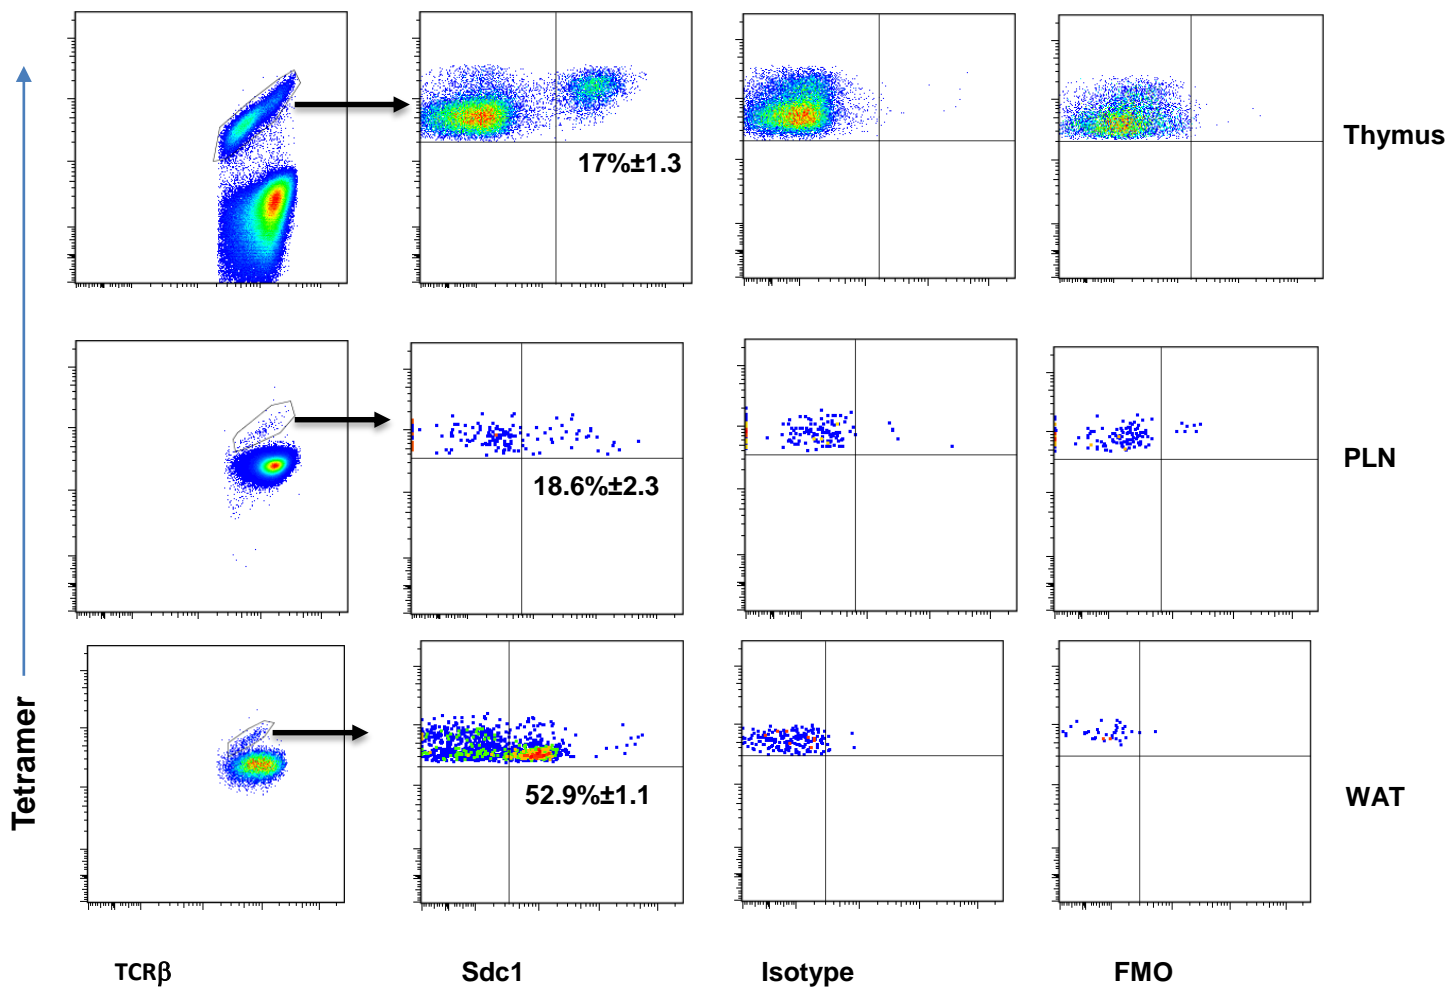 Thymus
17%±1.3
PLN
18.6%±2.3
Tetramer
52.9%±1.1
WAT
TCRβ
Sdc1
Isotype
FMO